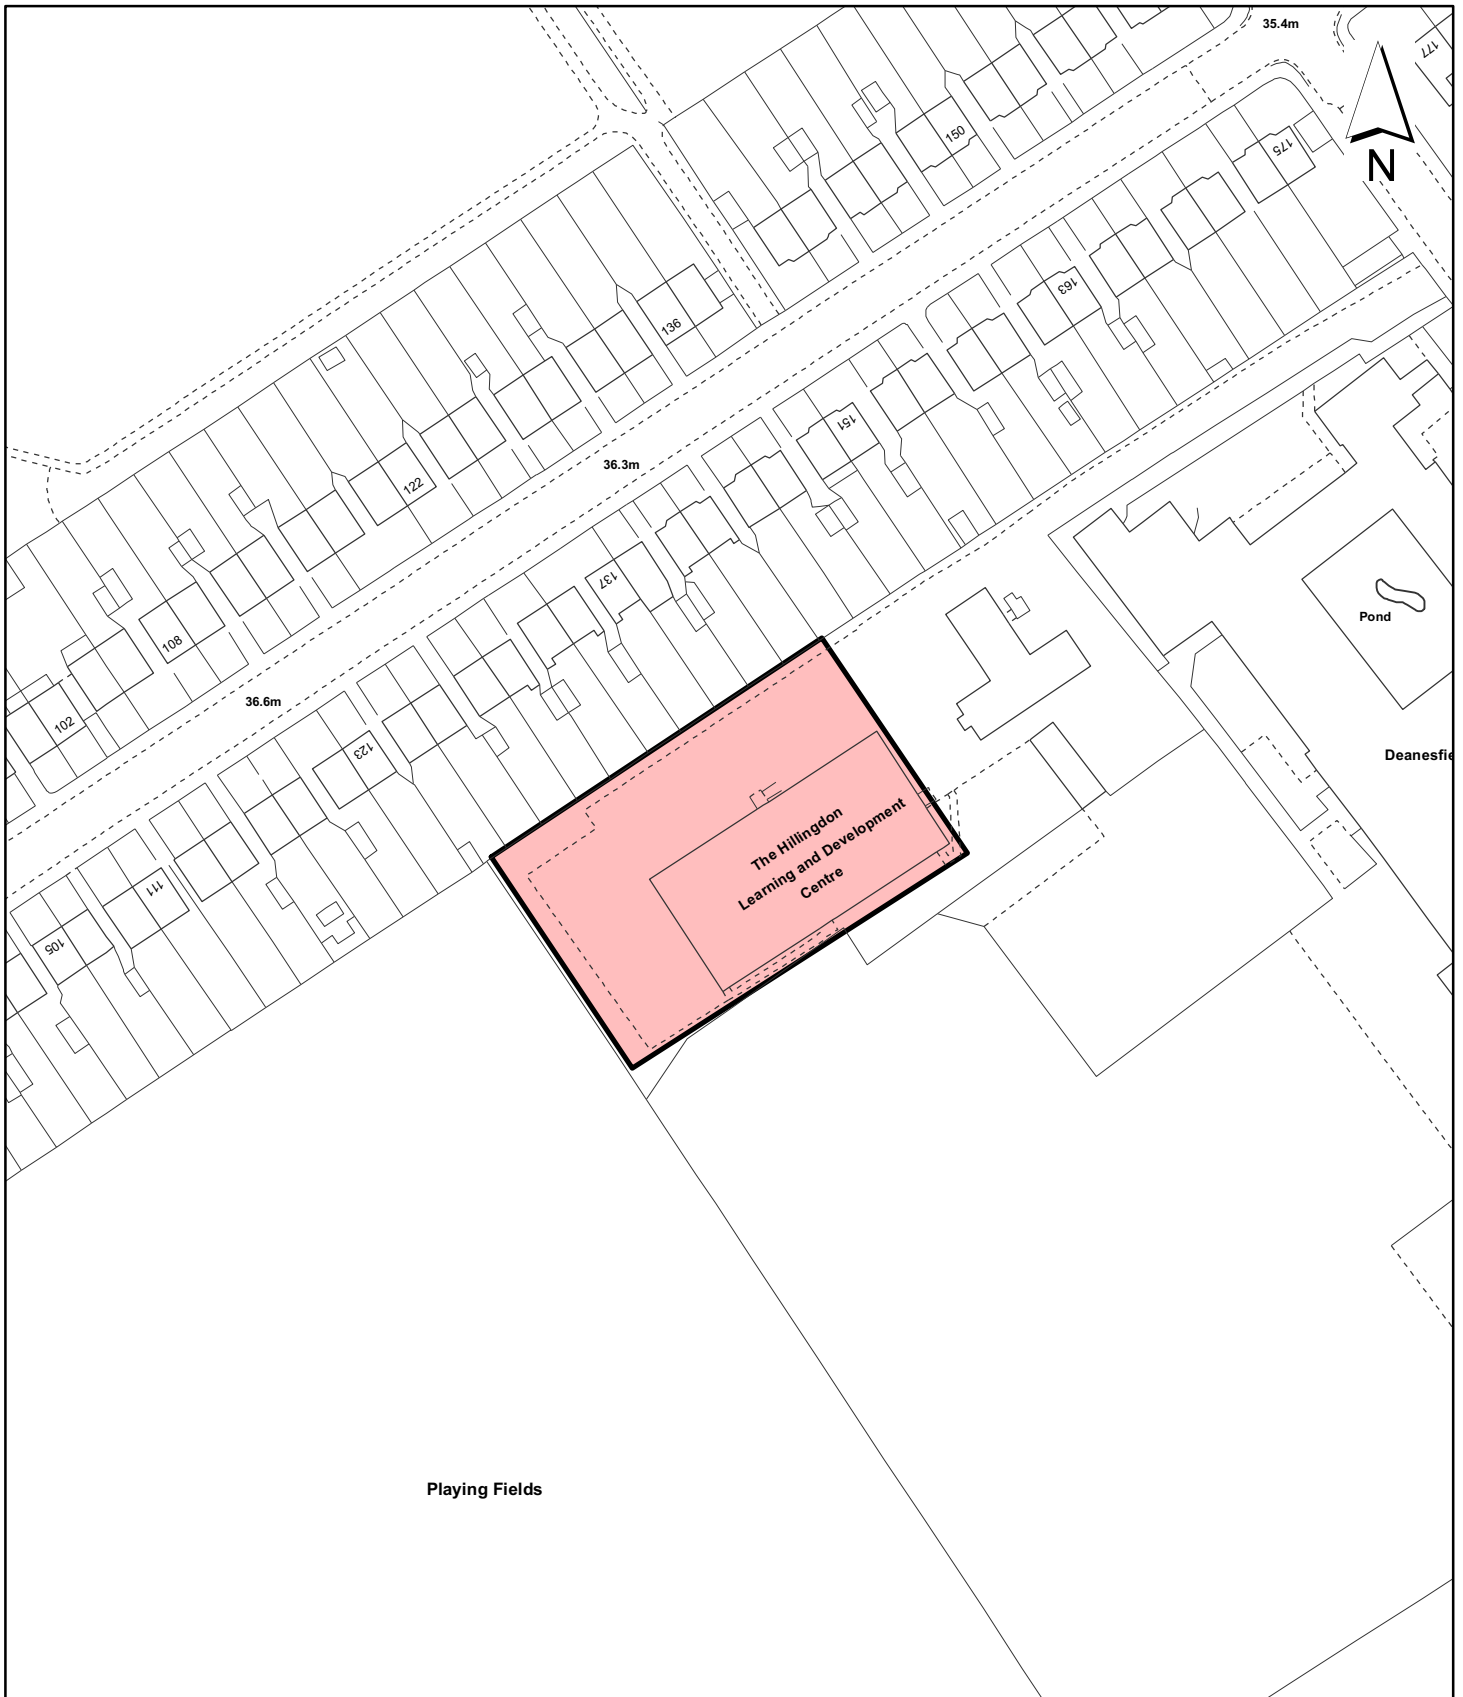 35.4m
177
N
150
175
136
163
151
36.3m
122
137
Pond
108
36.6m
102
123
Deanesfie
The Hillingdon
Learning and Development
Centre
111
105
Playing Fields